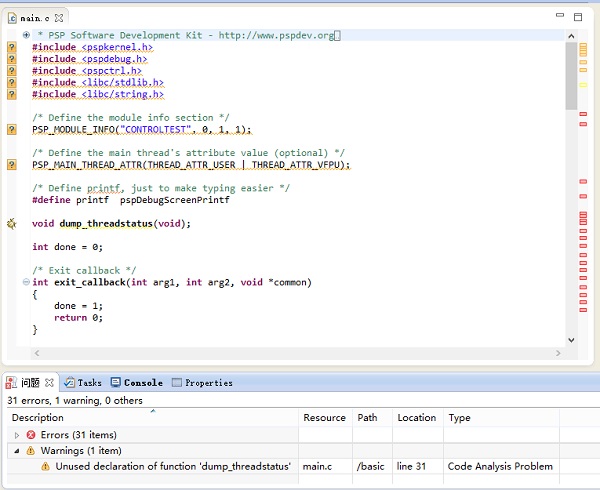 main.c
* PSP Software Development Kit - http://www.pspdev.org
#include <pspkernel.h>
#include <pspdebug.h>
#include <pspctrl.h>
#include <libc/stdlib.h>
#include <libc/string.h>
/* Define the module info section */
PSP_MODULE_INFO("CONTROLTEST", 0, 1, 1);
/* Define the main thread's attribute value (optional) */
PSP_MAIN_THREAD_ATTR(THREAD_ATTR_USER | THREAD_ATTR_VFPU);
/* Define printf, just to make typing easier */
#define printf  pspDebugScreenPrintf
void dump_threadstatus(void);
int done = 0;
/* Exit callback */
int exit_callback(int arg1, int arg2, void *common)
{
    done = 1;
    return 0;
}
问题 Tasks Console Properties
31 errors, 1 warning, 0 others
Description Resource Path Location Type
Errors (31 items)
Warnings (1 item)
Unused declaration of function 'dump_threadstatus' main.c /basic line 31 Code Analysis Problem